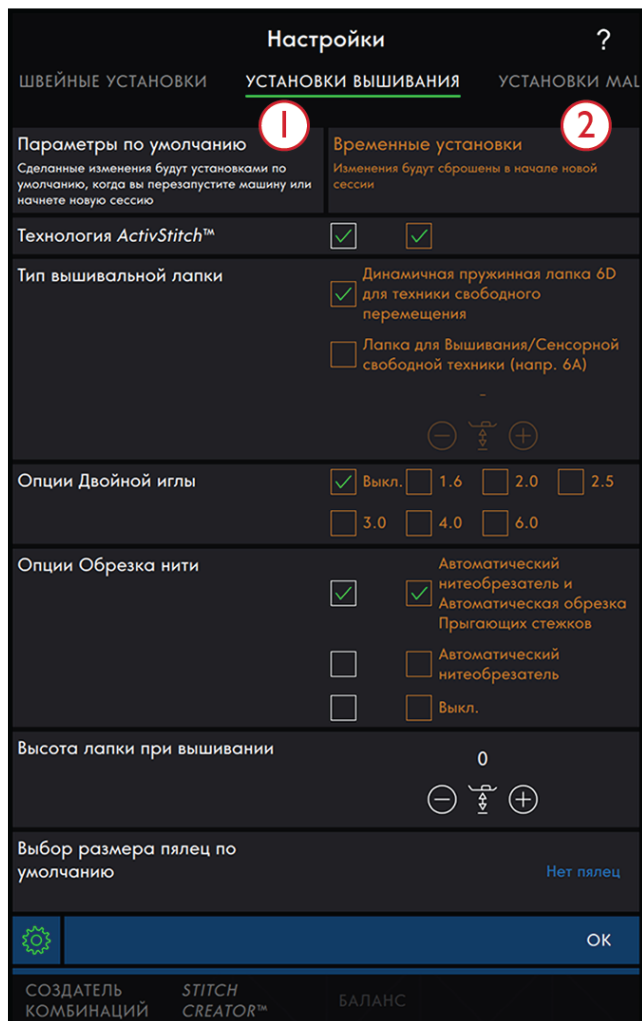 Настройки
?
ШВЕЙНЫЕ УСТАНОВКИ
УСТАНОВКИ ВЫШИВАНИЯ
УСТАНОВКИ MAL
1
2
Параметры по умолчанию
Сделанные изменения будут установками по
умолчанию, когда вы перезапустите машину или
начнете новую сессию
Временные установки
Изменения будут сброшены в начале новой
сессии
Технология ActivStitch™
Тип вышивальной лапки
Динамичная пружинная лапка 6D
для техники свободного
перемещения
Лапка для Вышивания/Сенсорной
свободной техники (напр. 6A)
-
Опции Двойной иглы
Выкл.
1.6
2.0
2.5
3.0
4.0
6.0
Опции Обрезка нити
Автоматический
нитеобрезатель и
Автоматическая обрезка
Прыгающих стежков
Автоматический
нитеобрезатель
Выкл.
Высота лапки при вышивании
0
Выбор размера пялец по
умолчанию
Нет пялец
OK
СОЗДАТЕЛЬ
КОМБИНАЦИЙ
STITCH
CREATOR™
БАЛАНС